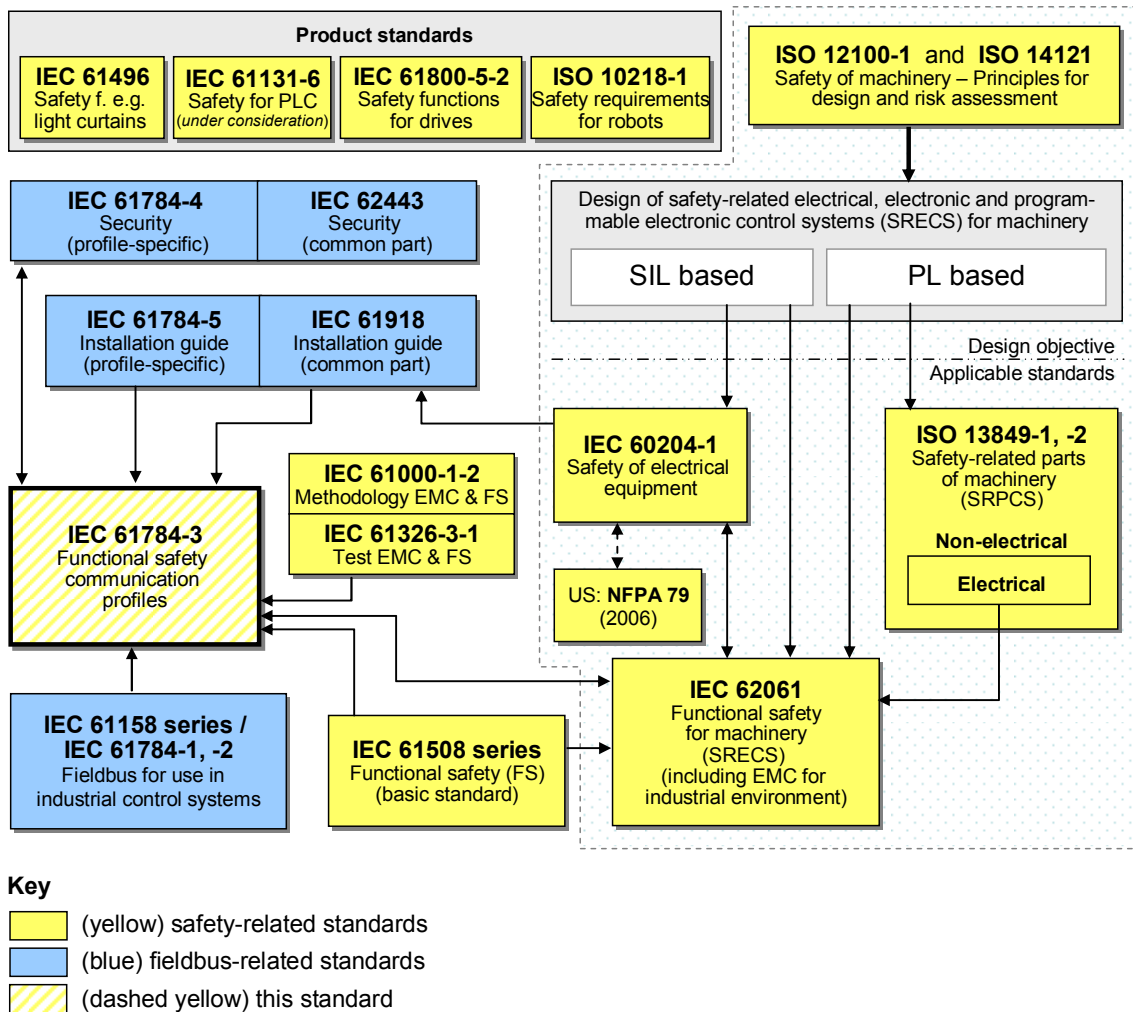 Product standards
IEC 61496
Safety f. e.g.
light curtains
IEC 61131-6
Safety for PLC
(under consideration)
IEC 61800-5-2
Safety functions
for drives
ISO 10218-1
Safety requirements
for robots
ISO 12100-1 and ISO 14121
Safety of machinery – Principles for
design and risk assessment
IEC 61784-4
Security
(profile-specific)
IEC 62443
Security
(common part)
Design of safety-related electrical, electronic and program-
mable electronic control systems (SRECS) for machinery
SIL based
PL based
IEC 61784-5
Installation guide
(profile-specific)
IEC 61918
Installation guide
(common part)
Design objective
Applicable standards
IEC 60204-1
Safety of electrical
equipment
ISO 13849-1, -2
Safety-related parts
of machinery
(SRPCS)
Non-electrical
Electrical
IEC 61000-1-2
Methodology EMC & FS
IEC 61326-3-1
Test EMC & FS
IEC 61784-3
Functional safety
communication
profiles
US: NFPA 79
(2006)
IEC 61158 series /
IEC 61784-1, -2
Fieldbus for use in
industrial control systems
IEC 61508 series
Functional safety (FS)
(basic standard)
IEC 62061
Functional safety
for machinery
(SRECS)
(including EMC for
industrial environment)
Key
(yellow) safety-related standards
(blue) fieldbus-related standards
(dashed yellow) this standard